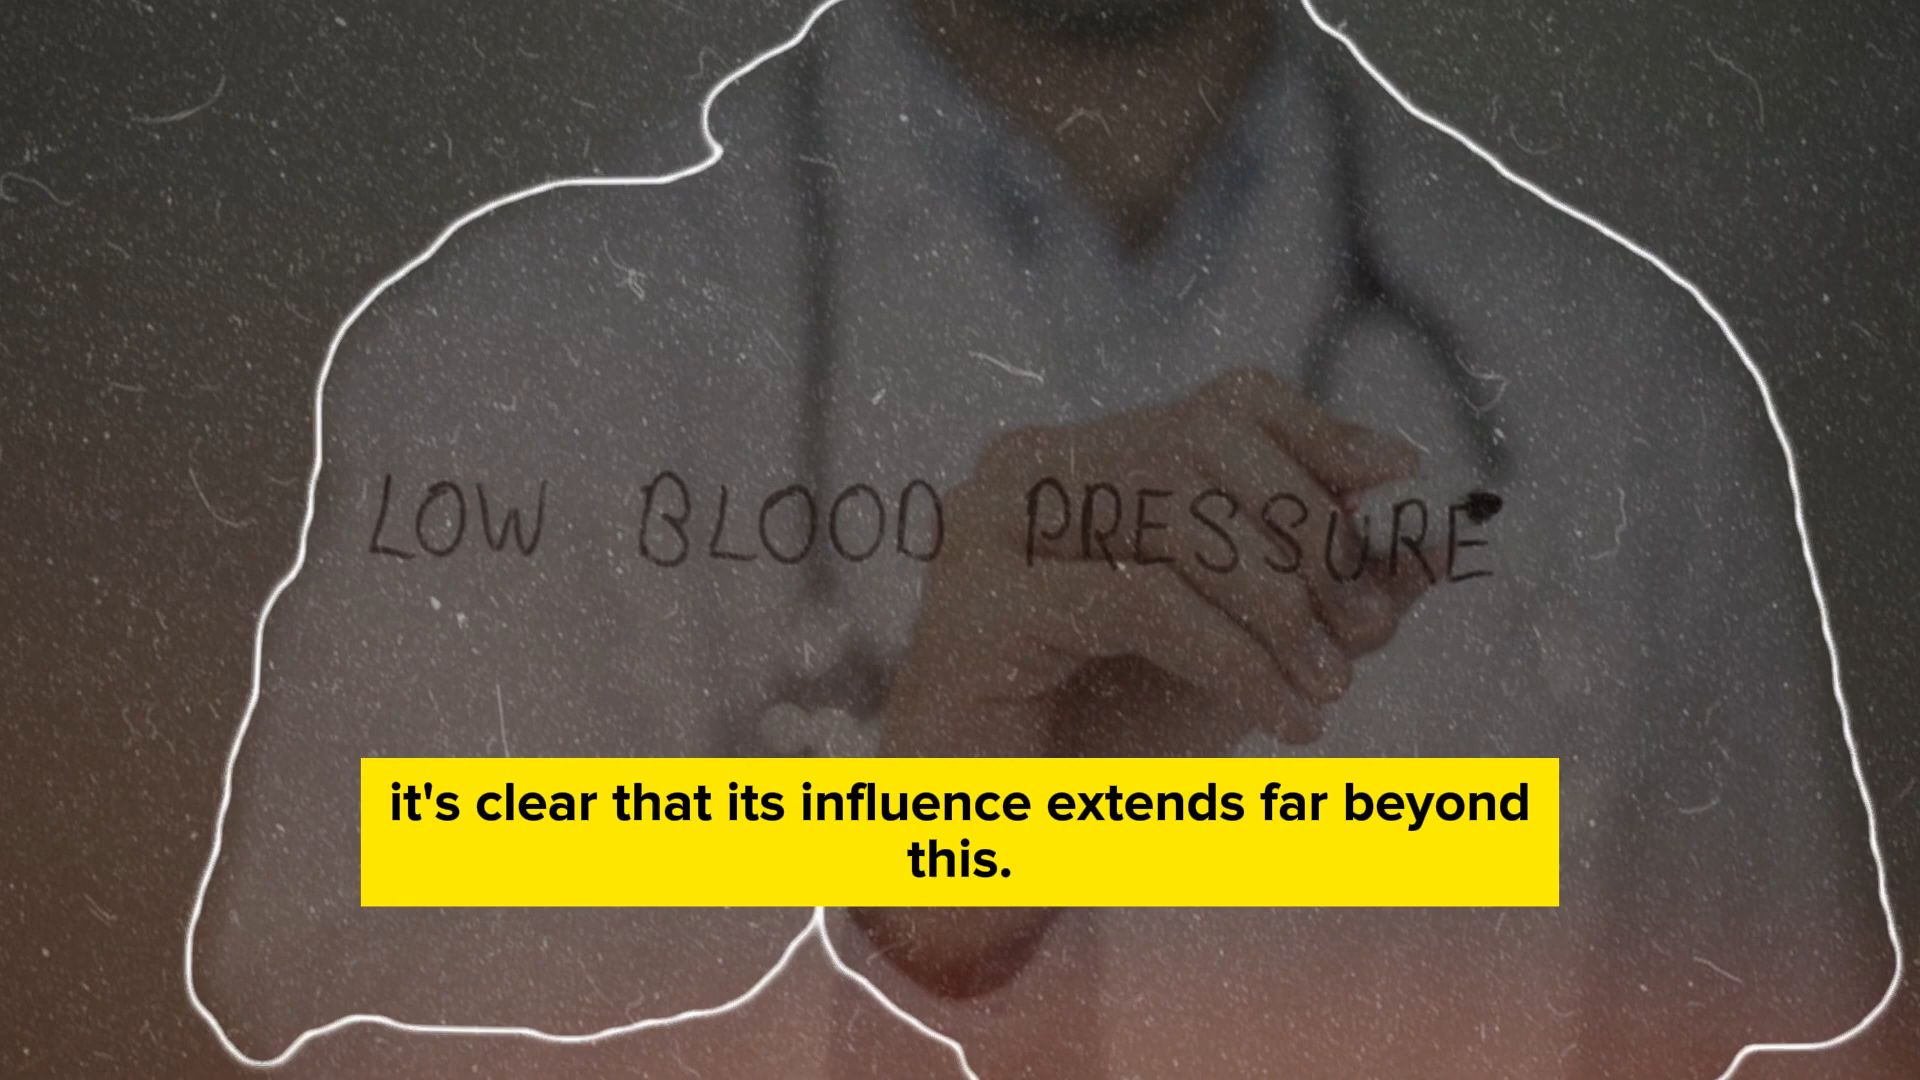 LOW BLOOD PRESSURE
it's clear that its influence extends far beyond
this.